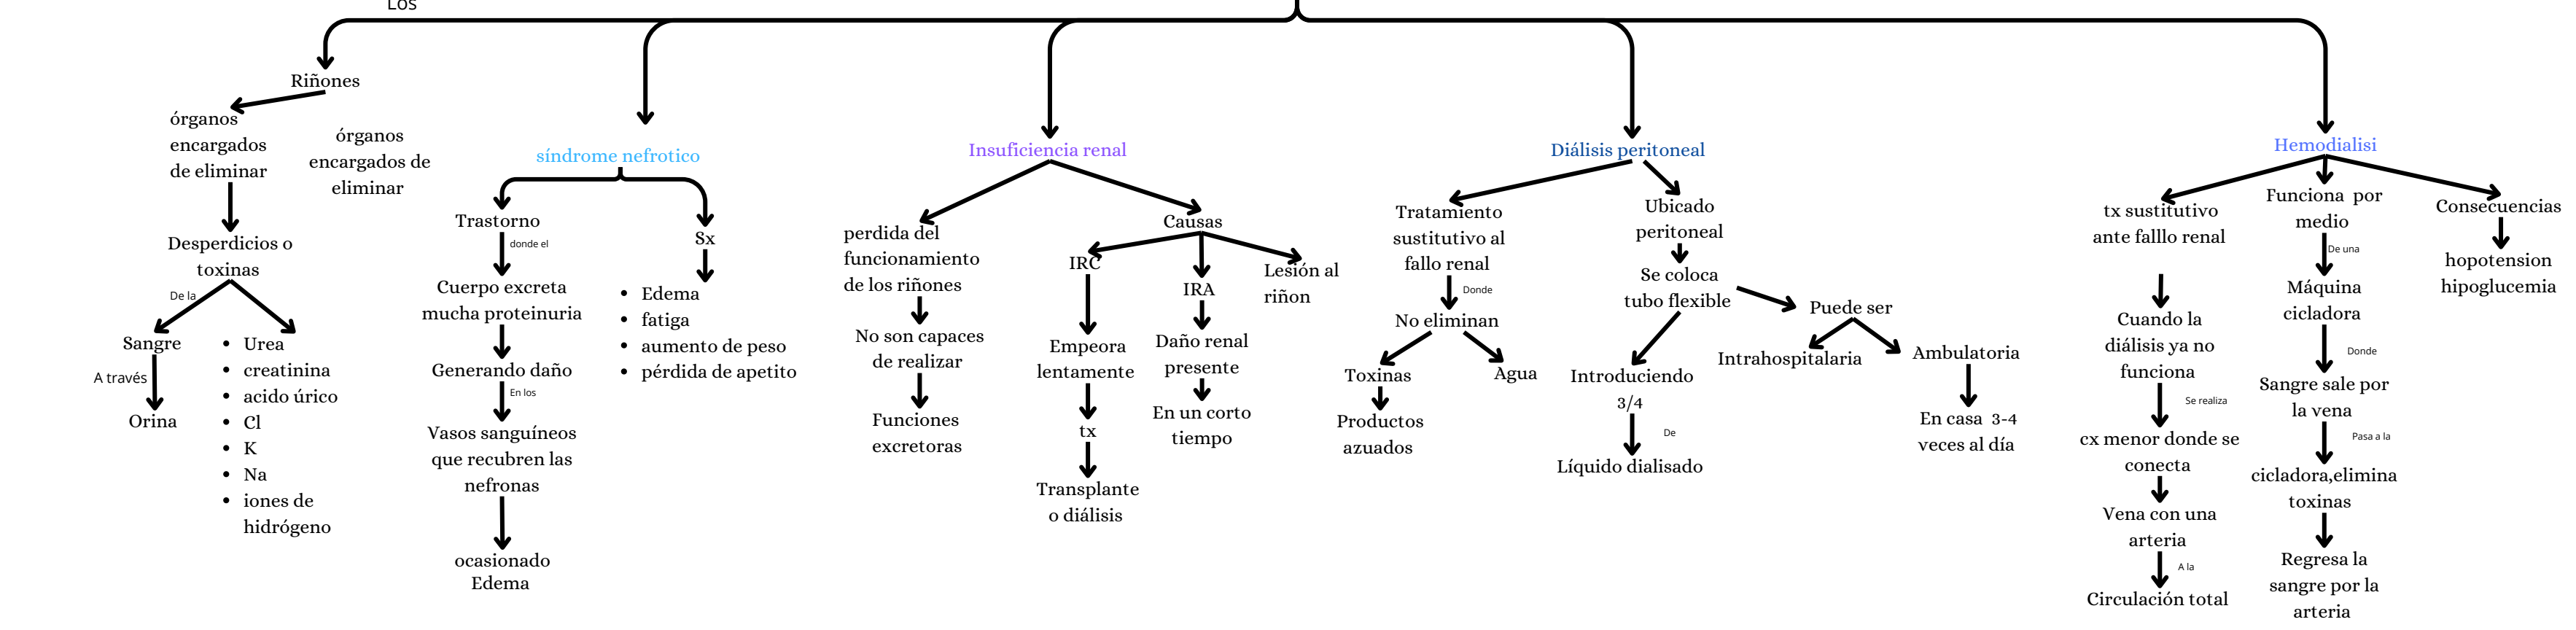 Los
Riñones
órganos
encargados
de eliminar
órganos
encargados de
eliminar
Desperdicios o
toxinas
De la
Sangre
A través
Orina
Urea
creatinina
acido úrico
Cl
K
Na
iones de
hidrógeno
síndrome nefrotico
Trastorno
donde el
Cuerpo excreta
mucha proteinuria
Generando daño
En los
Vasos sanguíneos
que recubren las
nefronas
ocasionado
Edema
Sx
Edema
fatiga
aumento de peso
pérdida de apetito
Insuficiencia renal
perdida del
funcionamiento
de los riñones
No son capaces
de realizar
Funciones
excretoras
Causas
IRC
Empeora
lentamente
tx
Transplante
o diálisis
IRA
Daño renal
presente
En un corto
tiempo
Lesión al
riñon
Diálisis peritoneal
Tratamiento
sustitutivo al
fallo renal
Donde
No eliminan
Toxinas
Productos
azuados
Agua
Ubicado
peritoneal
Se coloca
tubo flexible
Introduciendo
3/4
De
Líquido dialisado
Puede ser
Intrahospitalaria
Ambulatoria
En casa 3-4
veces al día
Hemodialisi
tx sustitutivo
ante falllo renal
Cuando la
diálisis ya no
funciona
Se realiza
cx menor donde se
conecta
Vena con una
arteria
A la
Circulación total
Funciona por
medio
De una
Máquina
cicladora
Donde
Sangre sale por
la vena
Pasa a la
cicladora,elimina
toxinas
Regresa la
sangre por la
arteria
Consecuencias
hopotension
hipoglucemia